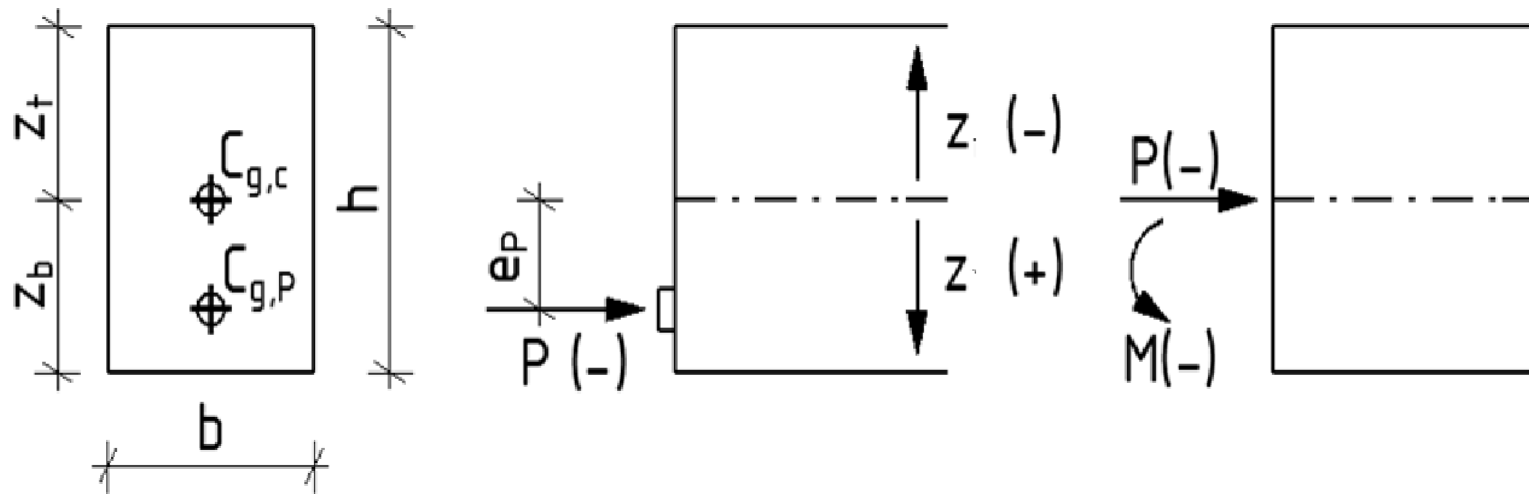 z_t
z_b
C_g,c
C_g,P
h
b
e_P
P (-)
z (-)
z (+)
P(-)
M(-)